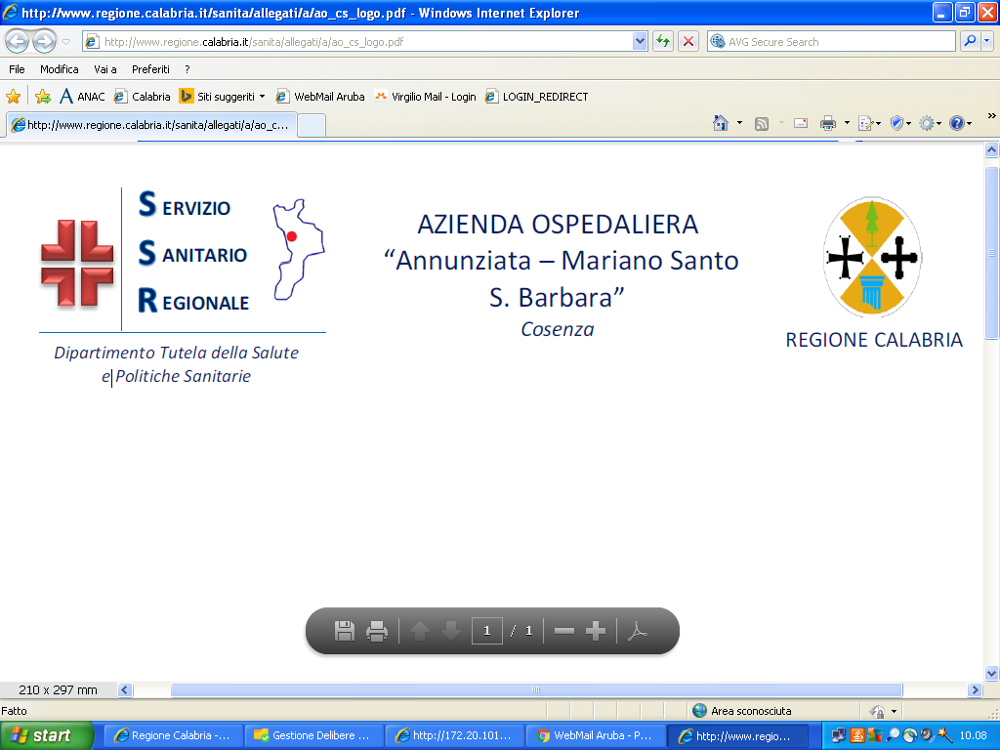 http://www.regione.calabria.it/sanita/allegati/a/ao_cs_logo.pdf - Windows Internet Explorer
http://www.regione.calabria.it/sanita/allegati/a/ao_cs_logo.pdf
AVG Secure Search
File Modifica Vai a Preferiti ?
ANAC Calabria Siti suggeriti WebMail Aruba Virgilio Mail - Login LOGIN_REDIRECT
http://www.regione.calabria.it/sanita/allegati/a/ao_c...
SERVIZIO
SANITARIO
REGIONALE
Dipartimento Tutela della Salute
e Politiche Sanitarie
AZIENDA OSPEDALIERA
“Annunziata – Mariano Santo
S. Barbara”
Cosenza
REGIONE CALABRIA
1 / 1
210 x 297 mm
Fatto
Area sconosciuta
start
Regione Calabria -...
Gestione Delibere ...
http://172.20.101...
WebMail Aruba - P...
http://www.regio...
10.08